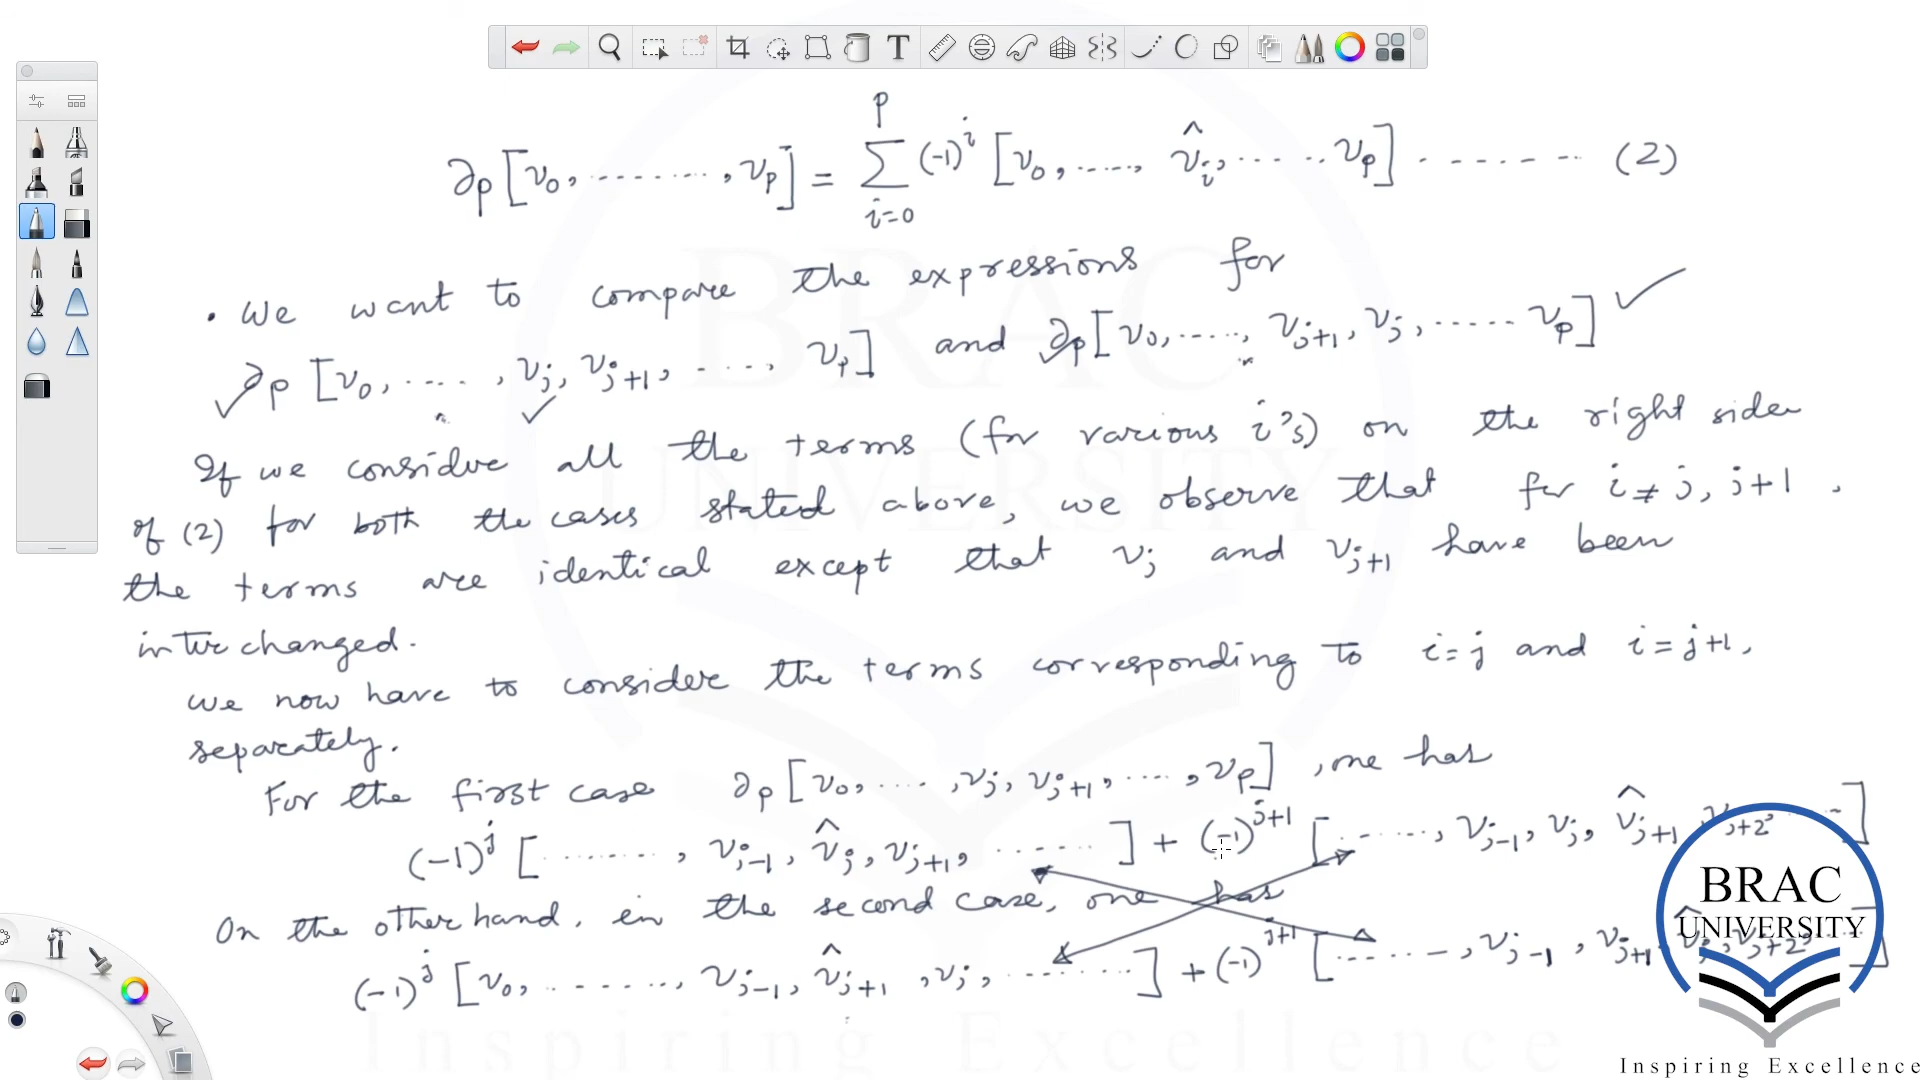 ∂p [v0, ........, vp] = Σ_{i=0}^{p} (-1)^i [v0, ....., v̂i, ..... vp] . - - - - - - (2)
• We want to compare the expressions for
∂p [v0, ..... , vj, vj+1, ....., vp] and ∂p [v0, ....., vj+1, vj, ..... vp] ✓
If we consider all the terms (for various i's) on the right side
of (2) for both the cases stated above, we observe that for i ≠ j, j+1 ,
the terms are identical except that vj and vj+1 have been
interchanged.
we now have to consider the terms corresponding to i=j and i=j+1,
separately.
For the first case ∂p [v0, ..... , vj, vj+1, ..... , vp] , one has
(-1)^j [ ........ , vj-1, v̂j, vj+1, ....... ] + (-1)^{j+1} [ ......, vj-1, vj, v̂j+1, vj+2, ... ]
On the other hand, in the second case, one has
(-1)^j [v0, ......., vj-1, v̂j+1, vj, ........ ] + (-1)^{j+1} [ ......, vj-1, vj+1, v̂j, vj+2, ... ]
BRAC
UNIVERSITY
Inspiring Excellence
BRAC
UNIVERSITY
Inspiring Excellence